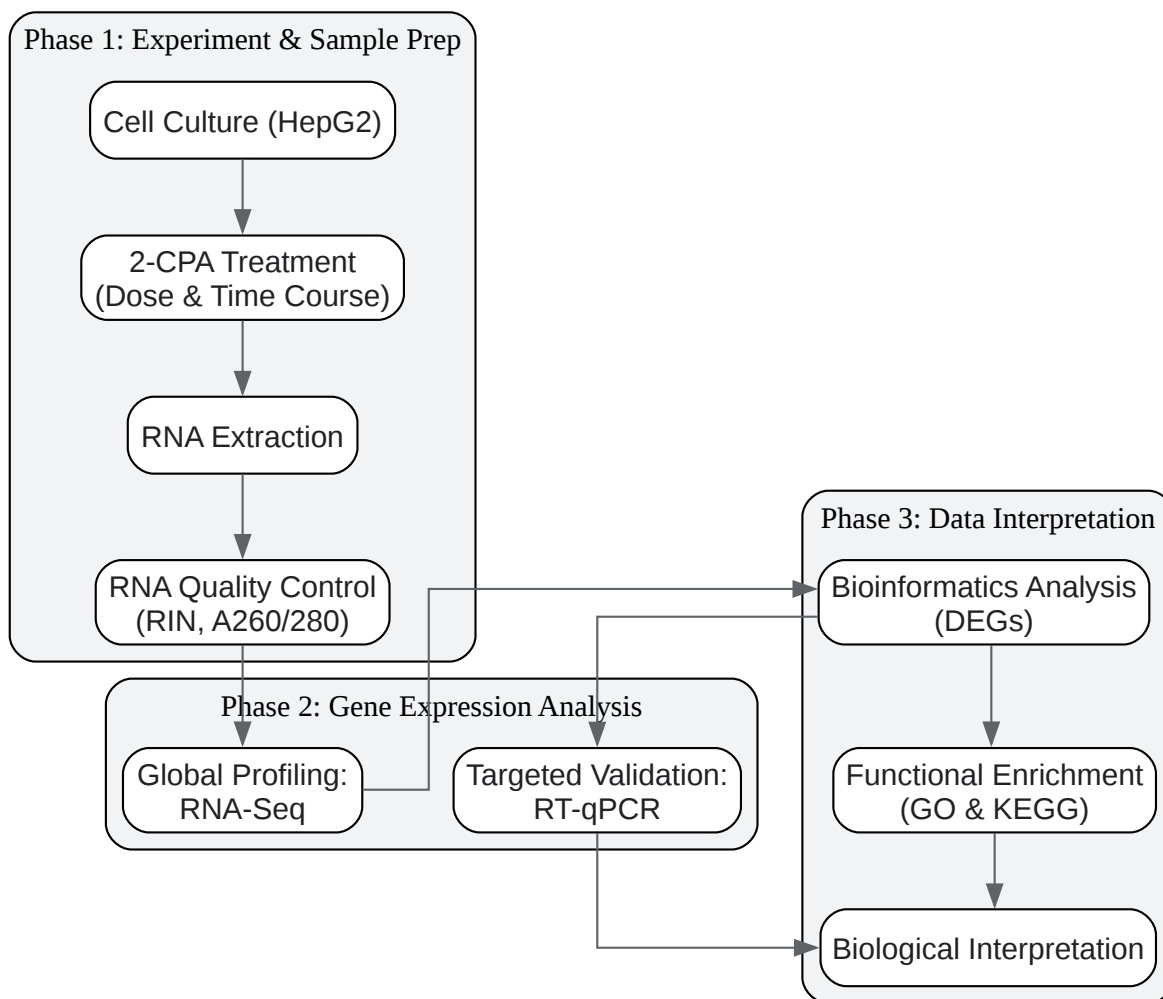 Phase 1: Experiment & Sample Prep
Cell Culture (HepG2)
2-CPA Treatment
(Dose & Time Course)
RNA Extraction
RNA Quality Control
(RIN, A260/280)
Phase 2: Gene Expression Analysis
Global Profiling:
RNA-Seq
Targeted Validation:
RT-qPCR
Phase 3: Data Interpretation
Bioinformatics Analysis
(DEGs)
Functional Enrichment
(GO & KEGG)
Biological Interpretation